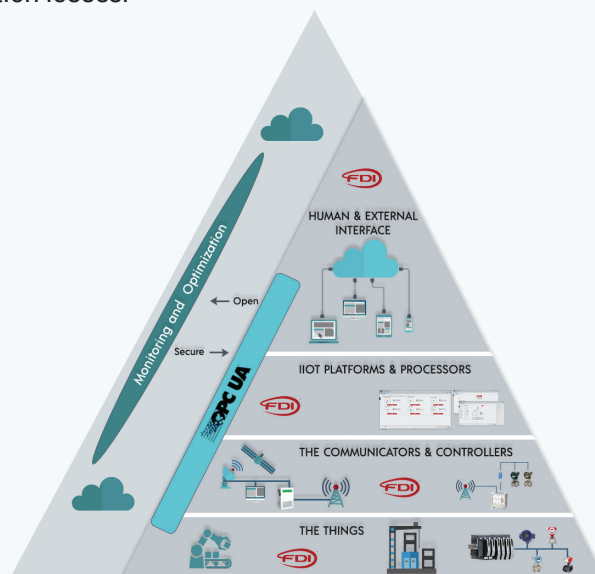 FDI
HUMAN & EXTERNAL
INTERFACE
Monitoring and Optimization
Open
Secure
OPC UA
IIOT PLATFORMS & PROCESSORS
FDI
THE COMMUNICATORS & CONTROLLERS
FDI
THE THINGS
FDI